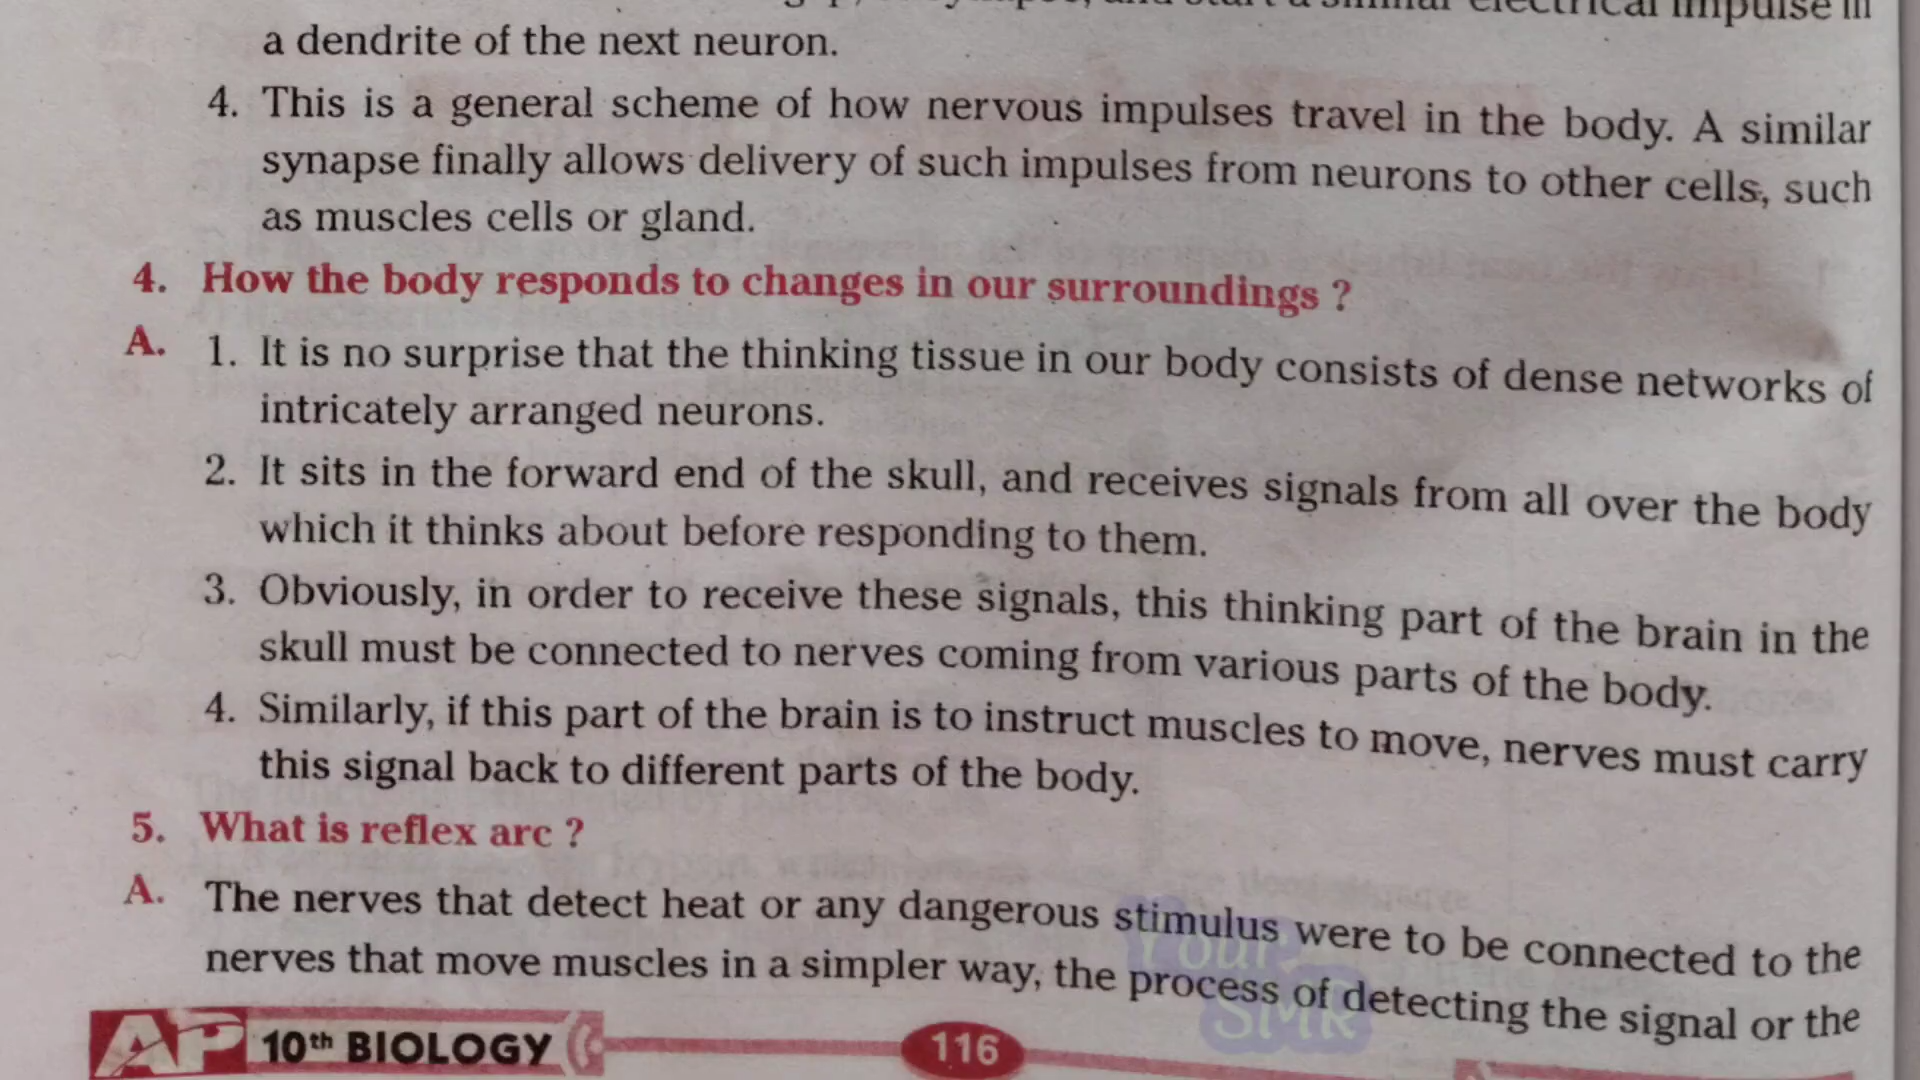 start a similar electrical impulse in
a dendrite of the next neuron.
4. This is a general scheme of how nervous impulses travel in the body. A similar
synapse finally allows delivery of such impulses from neurons to other cells, such
as muscles cells or gland.
4. How the body responds to changes in our surroundings ?
A. 1. It is no surprise that the thinking tissue in our body consists of dense networks of
intricately arranged neurons.
2. It sits in the forward end of the skull, and receives signals from all over the body
which it thinks about before responding to them.
3. Obviously, in order to receive these signals, this thinking part of the brain in the
skull must be connected to nerves coming from various parts of the body.
4. Similarly, if this part of the brain is to instruct muscles to move, nerves must carry
this signal back to different parts of the body.
5. What is reflex arc ?
A. The nerves that detect heat or any dangerous stimulus were to be connected to the
nerves that move muscles in a simpler way, the process of detecting the signal or the
Your
SMR
AP 10th BIOLOGY 116